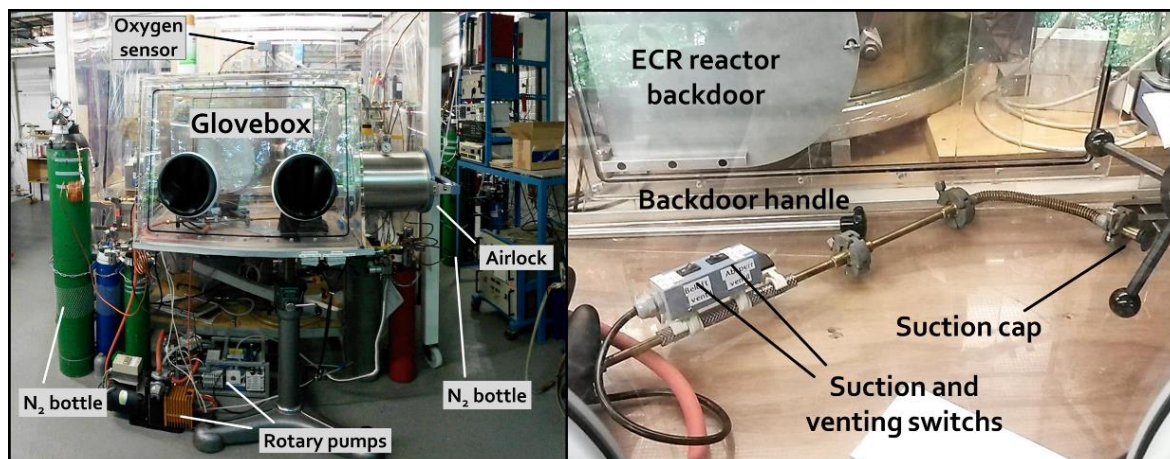 Oxygen
sensor
Glovebox
Airlock
N₂ bottle
N₂ bottle
Rotary pumps
ECR reactor
backdoor
Backdoor handle
Suction cap
Suction and
venting switchs